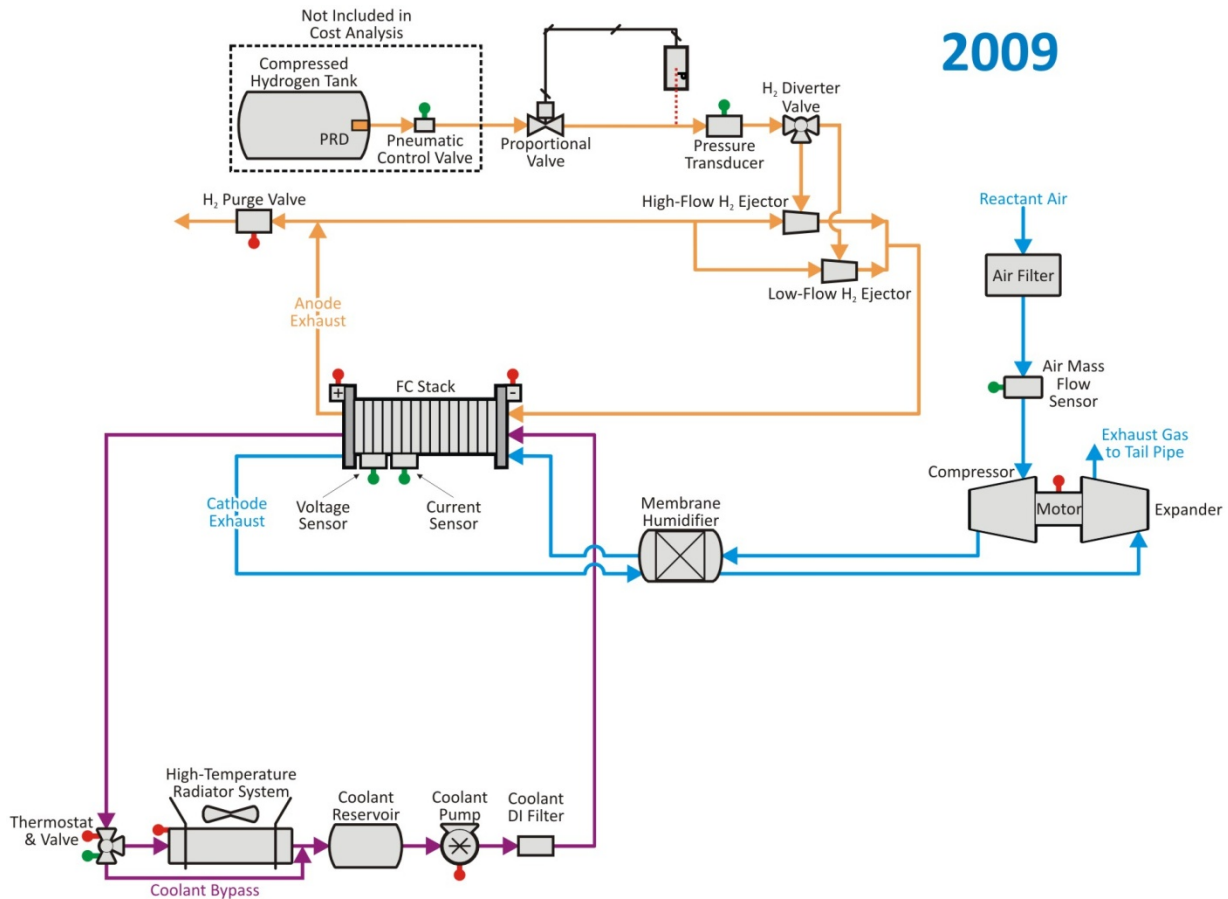 Not Included in
Cost Analysis
2009
Compressed
Hydrogen Tank
PRD
Pneumatic
Control Valve
Proportional
Valve
Pressure
Transducer
H₂ Diverter
Valve
H₂ Purge Valve
High-Flow H₂ Ejector
Low-Flow H₂ Ejector
Reactant Air
Air Filter
Anode
Exhaust
Air Mass
Flow
Sensor
FC Stack
+
-
Exhaust Gas
to Tail Pipe
Compressor
Motor
Expander
Voltage
Sensor
Current
Sensor
Cathode
Exhaust
Membrane
Humidifier
High-Temperature
Radiator System
Coolant
Reservoir
Coolant
Pump
Coolant
DI Filter
Thermostat
& Valve
Coolant Bypass